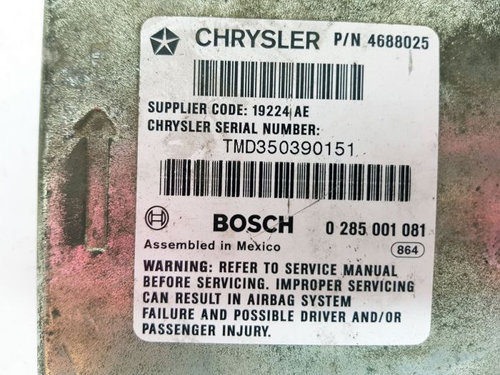 CHRYSLER P/N 4688025
SUPPLIER CODE: 19224 AE
CHRYSLER SERIAL NUMBER:
TMD350390151
BOSCH 0 285 001 081
Assembled in Mexico 864
WARNING: REFER TO SERVICE MANUAL
BEFORE SERVICING. IMPROPER SERVICING
CAN RESULT IN AIRBAG SYSTEM
FAILURE AND POSSIBLE DRIVER AND/OR
PASSENGER INJURY.